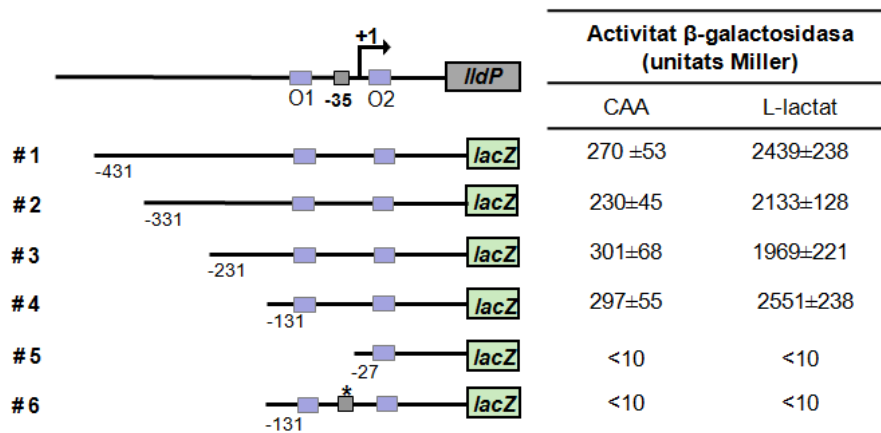 Activitat β-galactosidasa
(unitats Miller)
CAA L-lactat
+1
O1 -35 O2 lldP
#1 -431 lacZ 270 ±53 2439±238
#2 -331 lacZ 230±45 2133±128
#3 -231 lacZ 301±68 1969±221
#4 -131 lacZ 297±55 2551±238
#5 -27 lacZ <10 <10
*
#6 -131 lacZ <10 <10